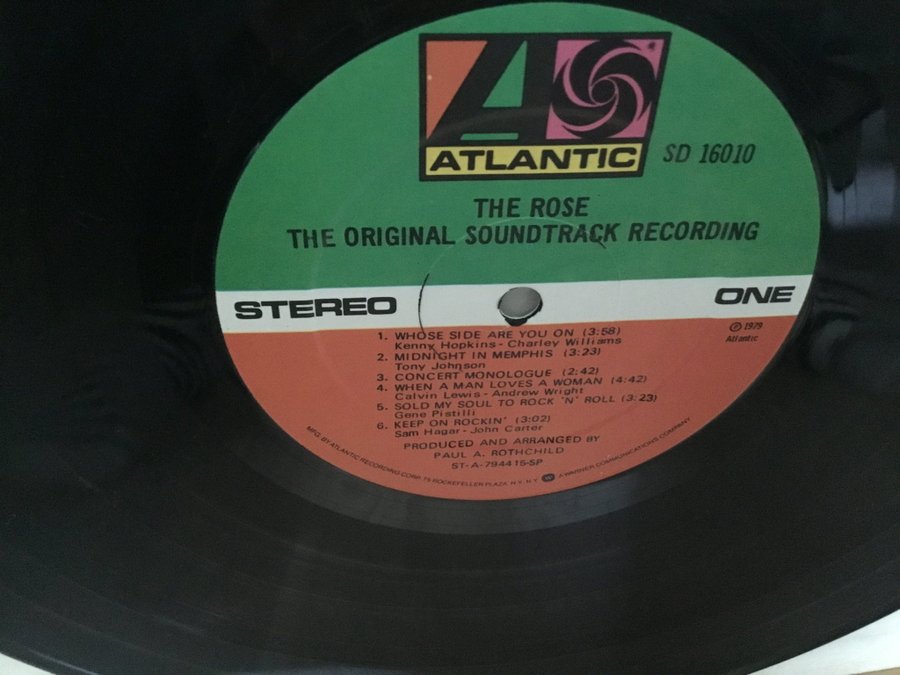 ATLANTIC
SD 16010
THE ROSE
THE ORIGINAL SOUNDTRACK RECORDING
STEREO
ONE
1. WHOSE SIDE ARE YOU ON (3:58)
Kenny Hopkins - Charley Williams
2. MIDNIGHT IN MEMPHIS (3:23)
Tony Johnson
3. CONCERT MONOLOGUE (2:42)
4. WHEN A MAN LOVES A WOMAN (4:42)
Calvin Lewis - Andrew Wright
5. SOLD MY SOUL TO ROCK 'N' ROLL (3:23)
Gene Pistilli
6. KEEP ON ROCKIN' (3:02)
Sam Hagar - John Carter
℗ 1979
Atlantic
PRODUCED AND ARRANGED BY
PAUL A. ROTHCHILD
ST-A-794415-SP
MFG. BY ATLANTIC RECORDING CORP. 75 ROCKEFELLER PLAZA, N.Y. N.Y. W A WARNER COMMUNICATIONS COMPANY